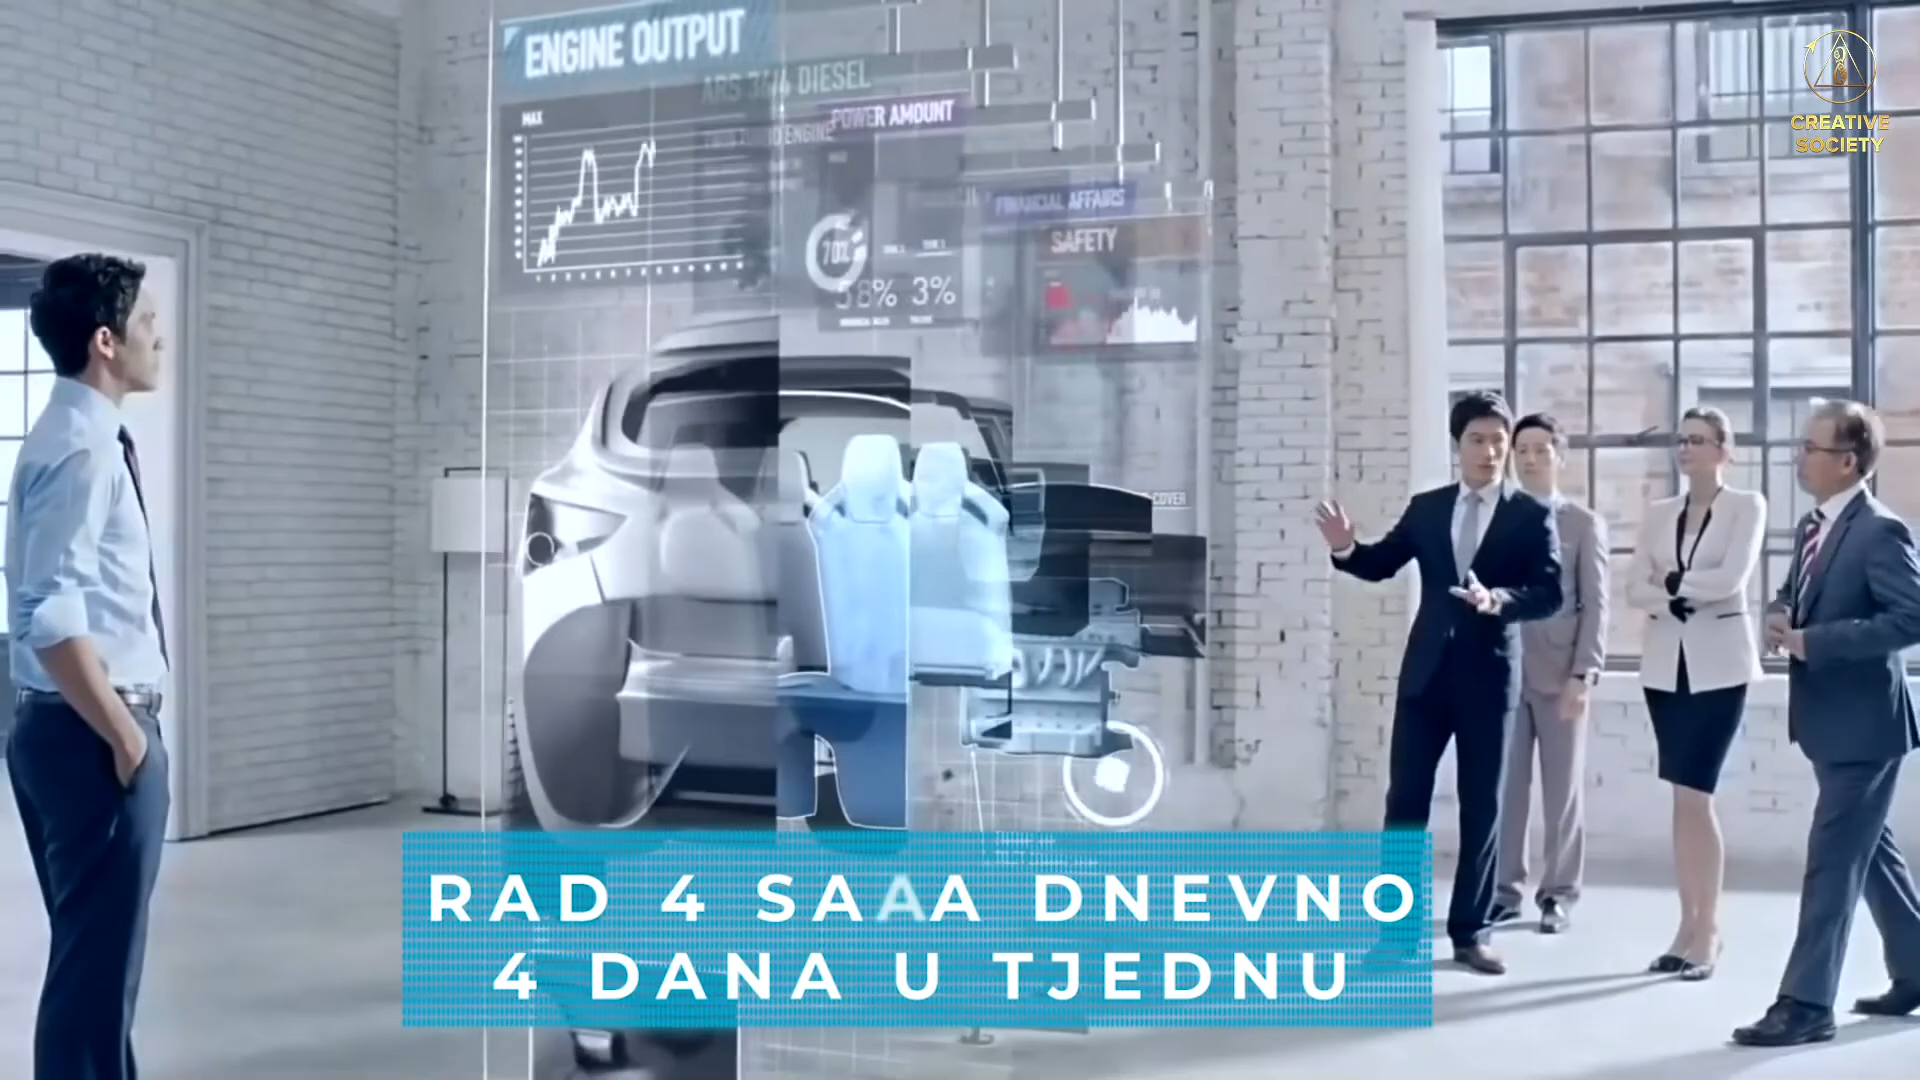 ENGINE OUTPUT
MAX
DIESEL
POWER AMOUNT
70%
58% 3%
FINANCIAL AFFAIRS
SAFETY
COVER
CREATIVE
SOCIETY
RAD 4 SAAA DNEVNO
4 DANA U TJEDNU